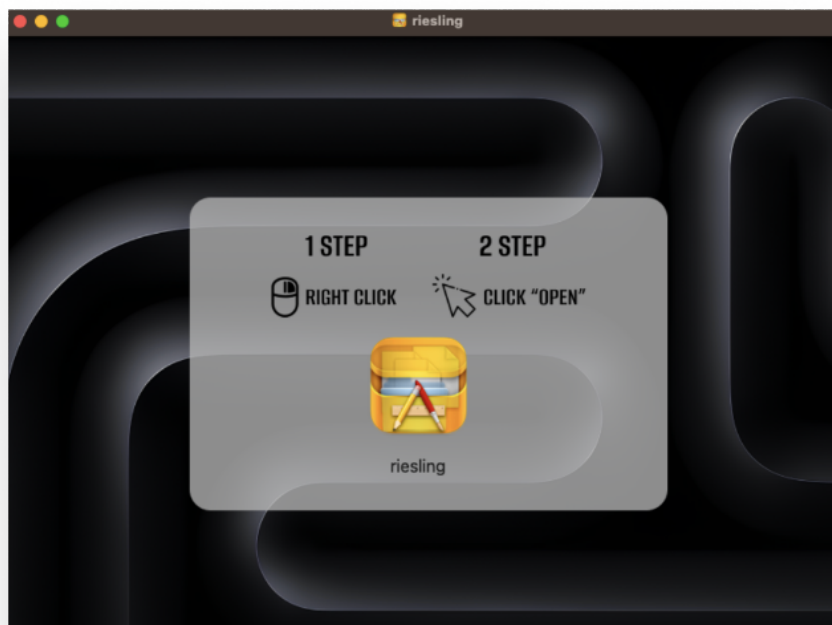 riesling
1 STEP
2 STEP
RIGHT CLICK
CLICK “OPEN”
riesling